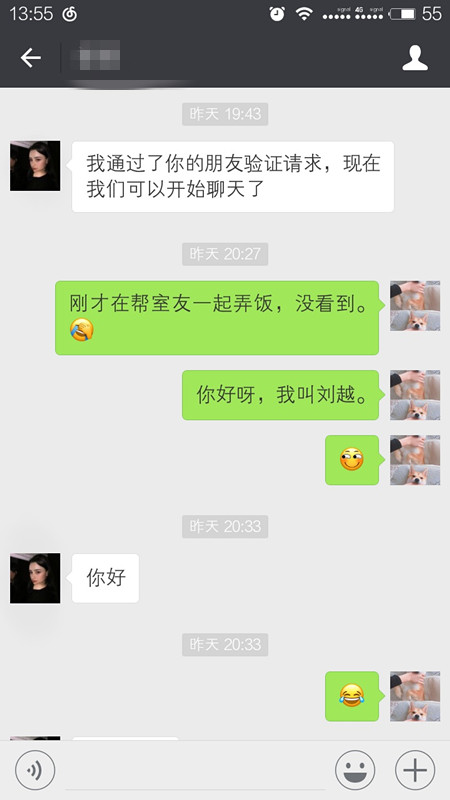 13:55
signal 4G signal
55
昨天 19:43
我通过了你的朋友验证请求，现在
我们可以开始聊天了
昨天 20:27
刚才在帮室友一起弄饭，没看到。
你好呀，我叫刘越。
昨天 20:33
你好
昨天 20:33